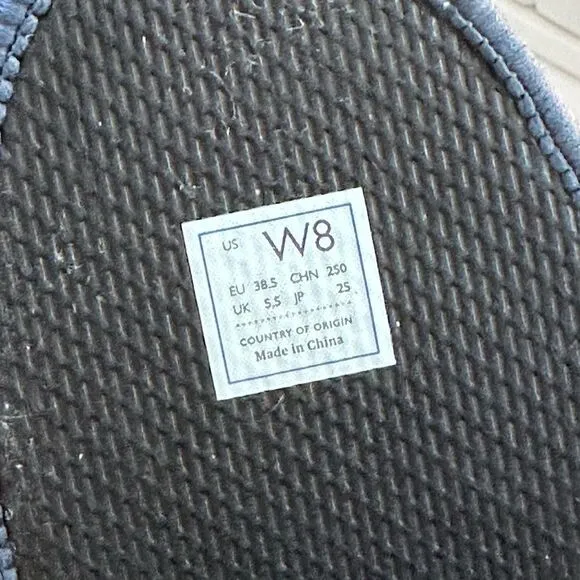 US W8
EU 38.5 CHN 250
UK 5.5 JP 25
COUNTRY OF ORIGIN
Made in China